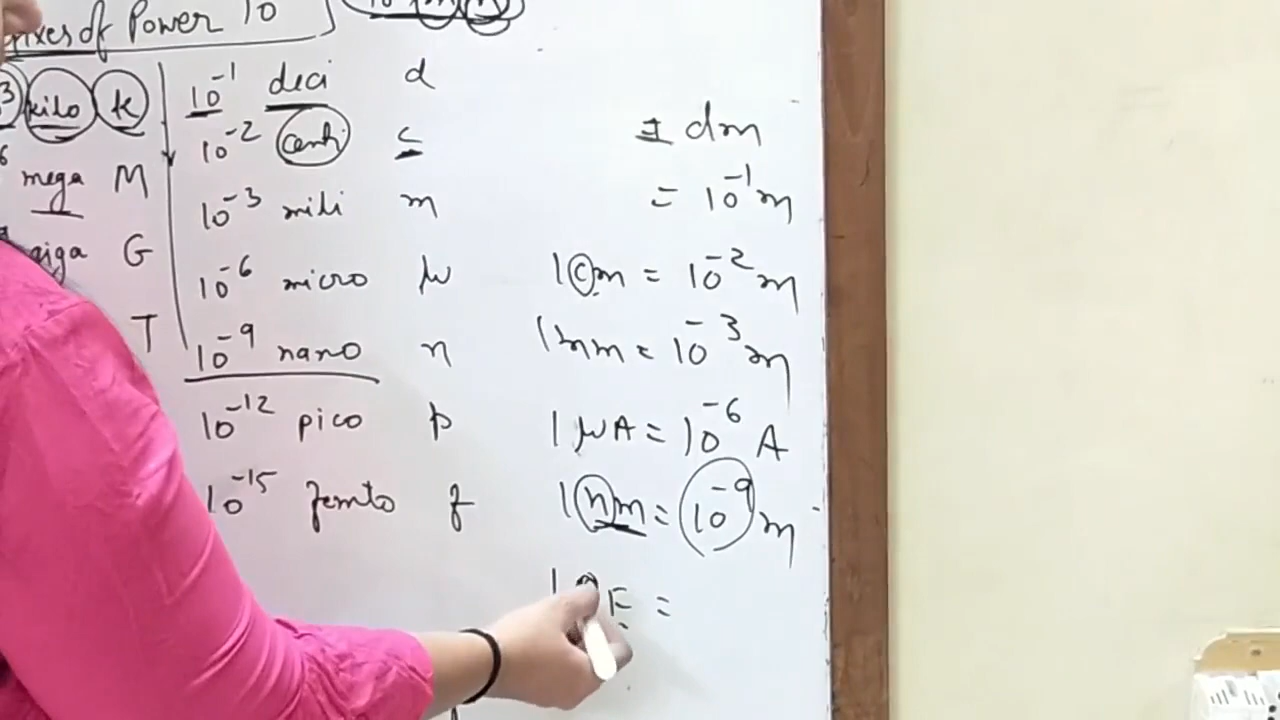 of Power 10
kilo k
mega M
giga G
T
10⁻¹ deci d
10⁻² centi c
10⁻³ mili m
10⁻⁶ micro μ
10⁻⁹ nano n
10⁻¹² pico p
10⁻¹⁵ femto f
1 dm
= 10⁻¹ m
1 cm = 10⁻² m
1 mm = 10⁻³ m
1 μA = 10⁻⁶ A
1 nm = 10⁻⁹ m
1 F =